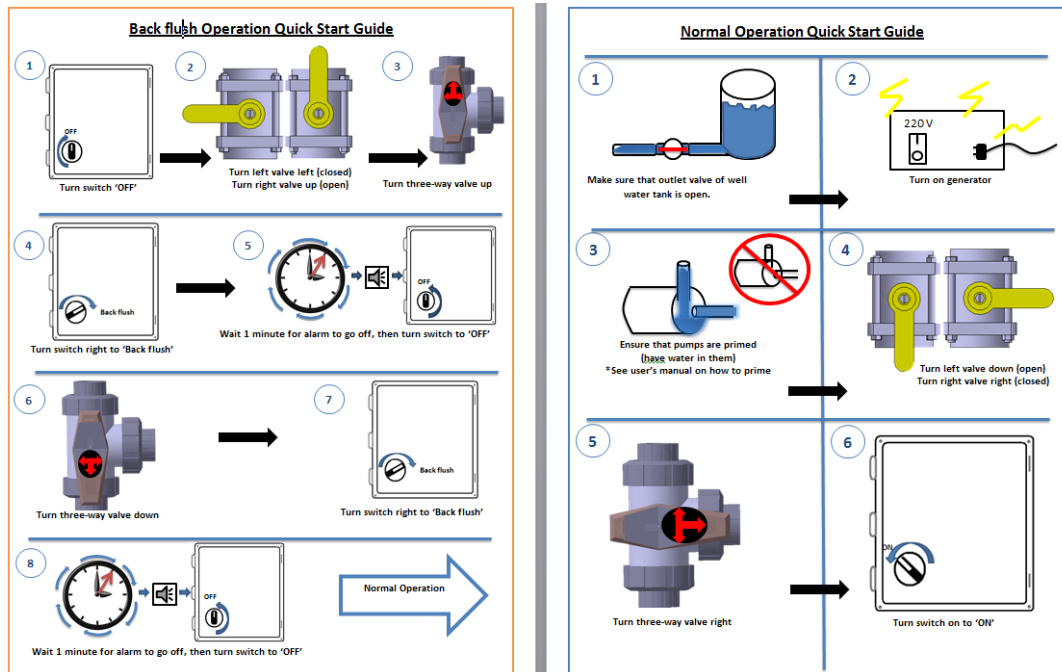 Back flush Operation Quick Start Guide
1
OFF
Turn switch ‘OFF’
2
Turn left valve left (closed)
Turn right valve up (open)
3
Turn three-way valve up
4
Back flush
Turn switch right to ‘Back flush’
5
OFF
Wait 1 minute for alarm to go off, then turn switch to ‘OFF’
6
Turn three-way valve down
7
Back flush
Turn switch right to ‘Back flush’
8
OFF
Wait 1 minute for alarm to go off, then turn switch to ‘OFF’
Normal Operation
Normal Operation Quick Start Guide
1
Make sure that outlet valve of well
water tank is open.
2
220 V
Turn on generator
3
Ensure that pumps are primed
(have water in them)
*See user’s manual on how to prime
4
Turn left valve down (open)
Turn right valve right (closed)
5
Turn three-way valve right
6
ON
Turn switch on to ‘ON’